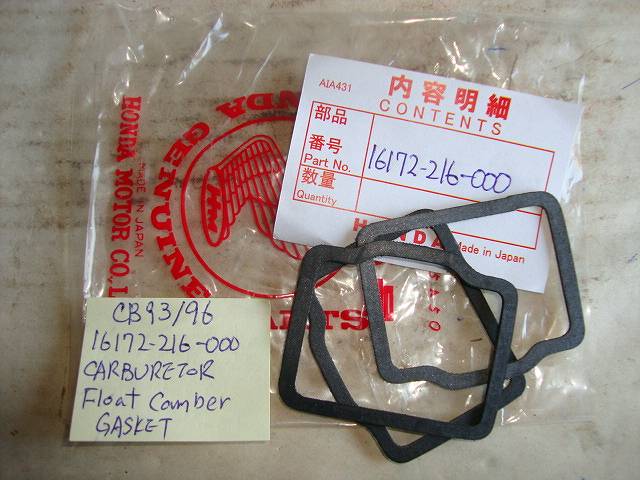 AIA431
内容明細
CONTENTS
部品
番号
Part No.
16172-216-000
数量
Quantity
HONDA
Made in Japan
HONDA MOTOR CO.,L
MADE IN JAPAN
HONDA GENUINE PARTS
HM
CB93/96
16172-216-000
CARBURETOR
Float Camber
GASKET